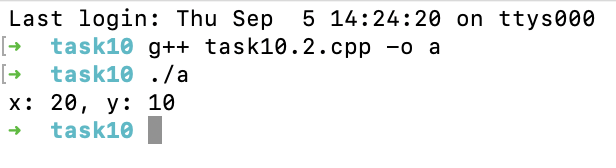 Last login: Thu Sep  5 14:24:20 on ttys000
[➜  task10 g++ task10.2.cpp -o a
[➜  task10 ./a
x: 20, y: 10
➜  task10